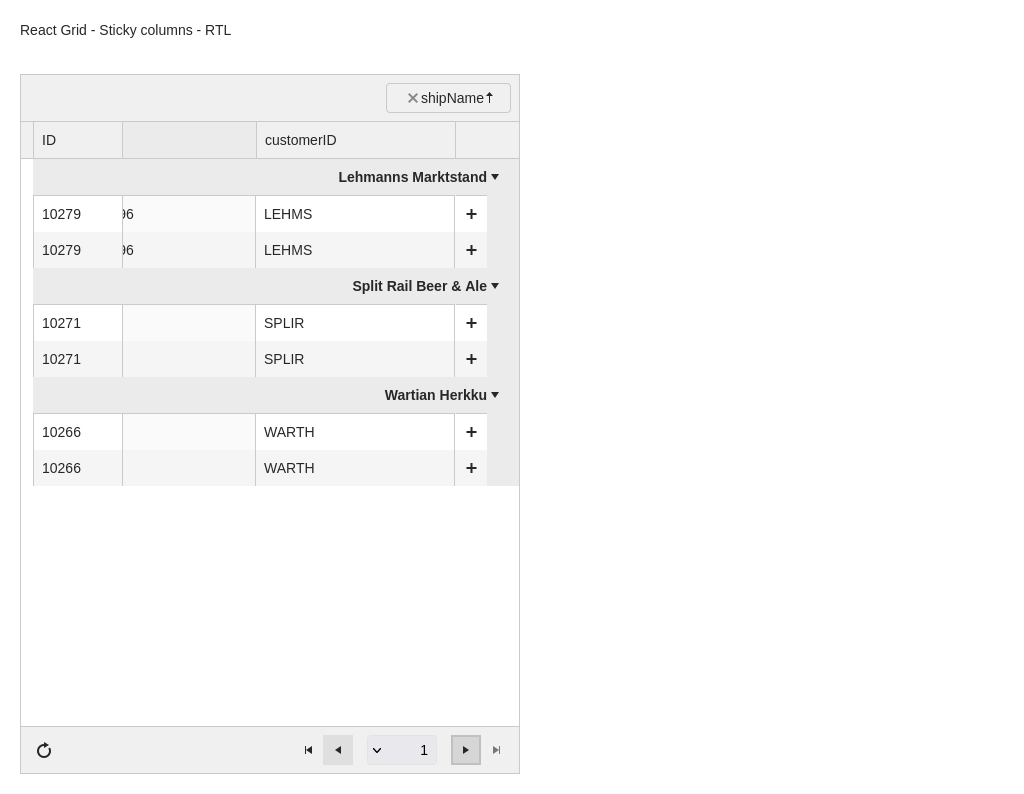 React Grid - Sticky columns - RTL
shipName
ID customerID
Lehmanns Marktstand
10279 96 LEHMS +
10279 96 LEHMS +
Split Rail Beer & Ale
10271 SPLIR +
10271 SPLIR +
Wartian Herkku
10266 WARTH +
10266 WARTH +
1